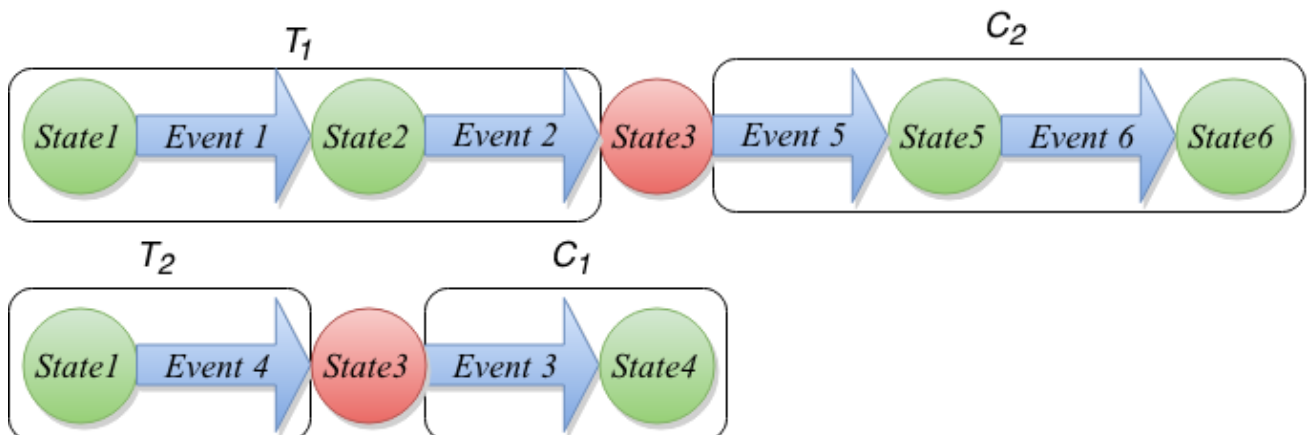 T1 C2
State1 Event 1 State2 Event 2 State3 Event 5 State5 Event 6 State6
T2 C1
State1 Event 4 State3 Event 3 State4